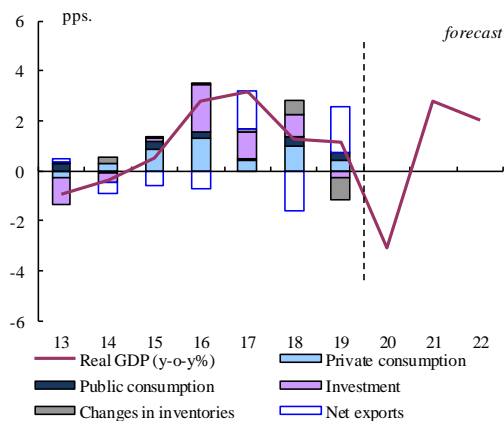 pps.
forecast
6
4
2
0
-2
-4
-6
13 14 15 16 17 18 19 20 21 22
Real GDP (y-o-y%) Private consumption
Public consumption Investment
Changes in inventories Net exports